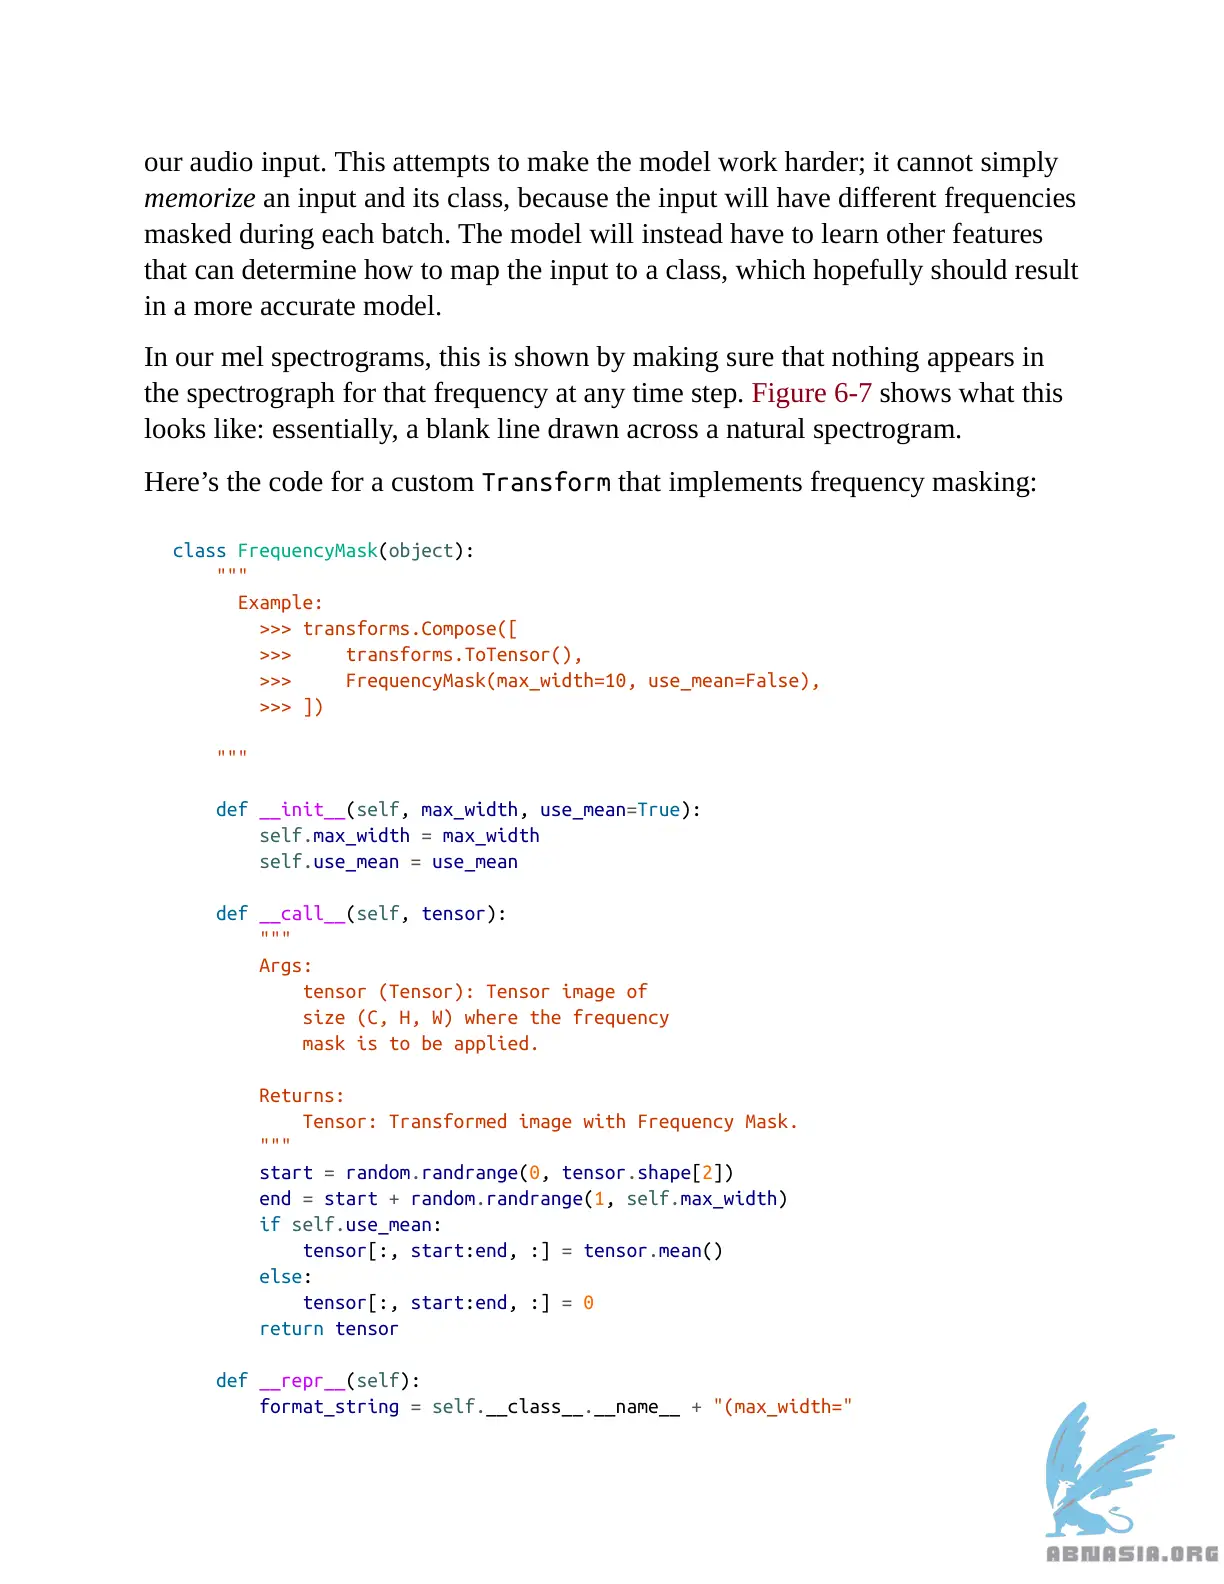 our audio input. This attempts to make the model work harder; it cannot simply
memorize an input and its class, because the input will have different frequencies
masked during each batch. The model will instead have to learn other features
that can determine how to map the input to a class, which hopefully should result
in a more accurate model.
In our mel spectrograms, this is shown by making sure that nothing appears in
the spectrograph for that frequency at any time step. Figure 6-7 shows what this
looks like: essentially, a blank line drawn across a natural spectrogram.
Here’s the code for a custom Transform that implements frequency masking:
class FrequencyMask(object):
    """
      Example:
        >>> transforms.Compose([
        >>>     transforms.ToTensor(),
        >>>     FrequencyMask(max_width=10, use_mean=False),
        >>> ])
    """
    def __init__(self, max_width, use_mean=True):
        self.max_width = max_width
        self.use_mean = use_mean
    def __call__(self, tensor):
        """
        Args:
            tensor (Tensor): Tensor image of
            size (C, H, W) where the frequency
            mask is to be applied.
        Returns:
            Tensor: Transformed image with Frequency Mask.
        """
        start = random.randrange(0, tensor.shape[2])
        end = start + random.randrange(1, self.max_width)
        if self.use_mean:
            tensor[:, start:end, :] = tensor.mean()
        else:
            tensor[:, start:end, :] = 0
        return tensor
    def __repr__(self):
        format_string = self.__class__.__name__ + "(max_width="
ABNASIA.ORG